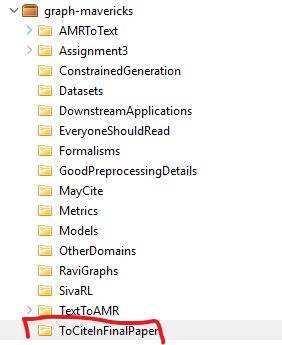 graph-mavericks
AMRToText
Assignment3
ConstrainedGeneration
Datasets
DownstreamApplications
EveryoneShouldRead
Formalisms
GoodPreprocessingDetails
MayCite
Metrics
Models
OtherDomains
RaviGraphs
SivaRL
TextToAMR
ToCiteInFinalPaper